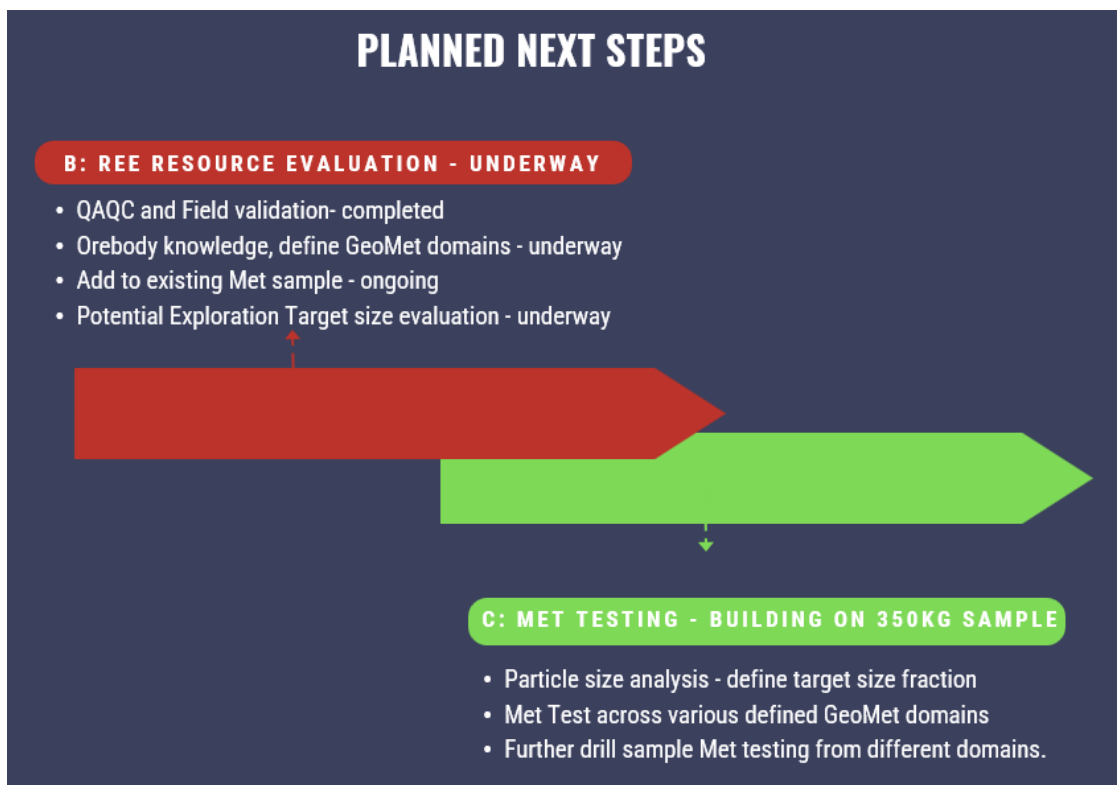 PLANNED NEXT STEPS
B: REE RESOURCE EVALUATION - UNDERWAY
• QAQC and Field validation- completed
• Orebody knowledge, define GeoMet domains - underway
• Add to existing Met sample - ongoing
• Potential Exploration Target size evaluation - underway
C: MET TESTING - BUILDING ON 350KG SAMPLE
• Particle size analysis - define target size fraction
• Met Test across various defined GeoMet domains
• Further drill sample Met testing from different domains.